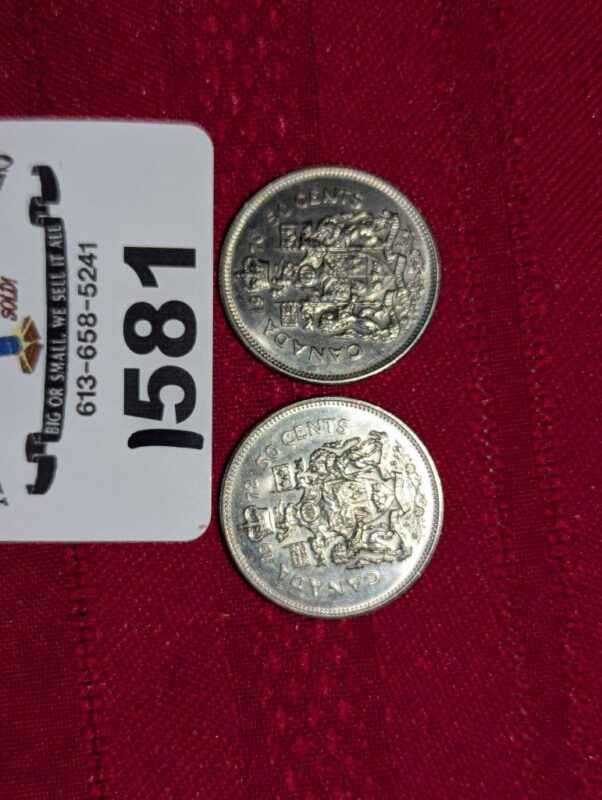 SOLD!
BIG OR SMALL, WE SELL IT ALL
613-658-5241
1581
50 CENTS
CANADA
50 CENTS
CANADA